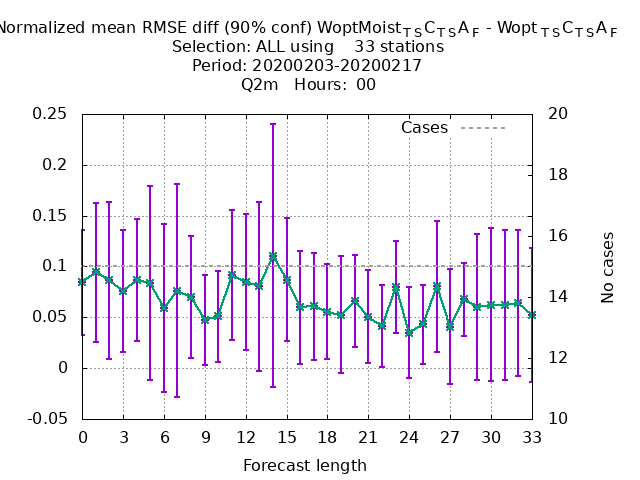 Normalized mean RMSE diff (90% conf) WoptMoist_TSC_TSA_F - Wopt_TSC_TSA_F
Selection: ALL using 33 stations
Period: 20200203-20200217
Q2m Hours: 00
0.25
0.2
0.15
0.1
0.05
0
-0.05
Cases
20
18
16
14
12
10
No cases
0 3 6 9 12 15 18 21 24 27 30 33
Forecast length